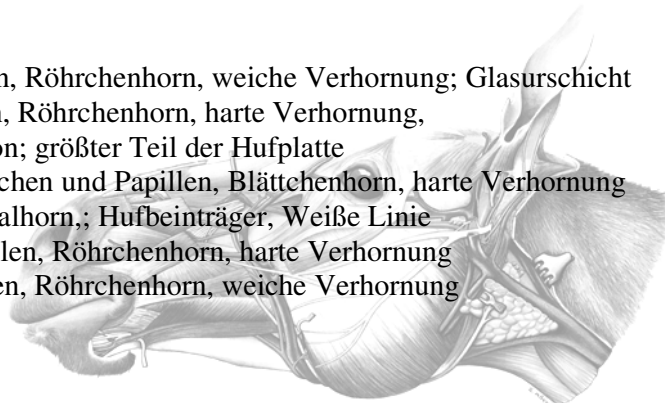 n, Röhrchenhorn, weiche Verhornung; Glasurschicht
n, Röhrchenhorn, harte Verhornung,
on; größter Teil der Hufplatte
chen und Papillen, Blättchenhorn, harte Verhornung
alhorn,; Hufbeinträger, Weiße Linie
len, Röhrchenhorn, harte Verhornung
en, Röhrchenhorn, weiche Verhornung